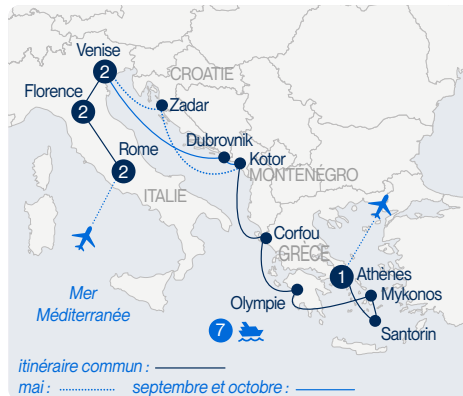 Venise
2
CROATIE
Florence
Zadar
2
Dubrovnik
Rome
Kotor
2
MONTÉNÉGRO
ITALIE
Corfou
GRÈCE
1
Athènes
Mer
Méditerranée
Olympie
Mykonos
7
Santorin
itinéraire commun :
mai : septembre et octobre :